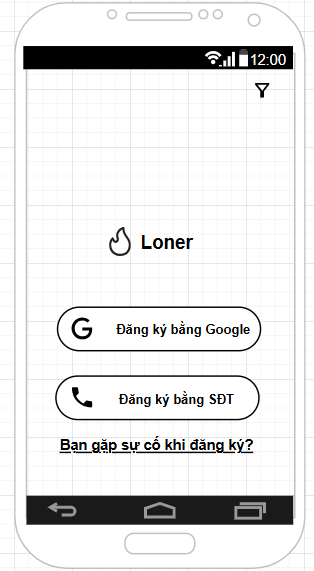 12:00
Loner
Đăng ký bằng Google
Đăng ký bằng SĐT
Bạn gặp sự cố khi đăng ký?